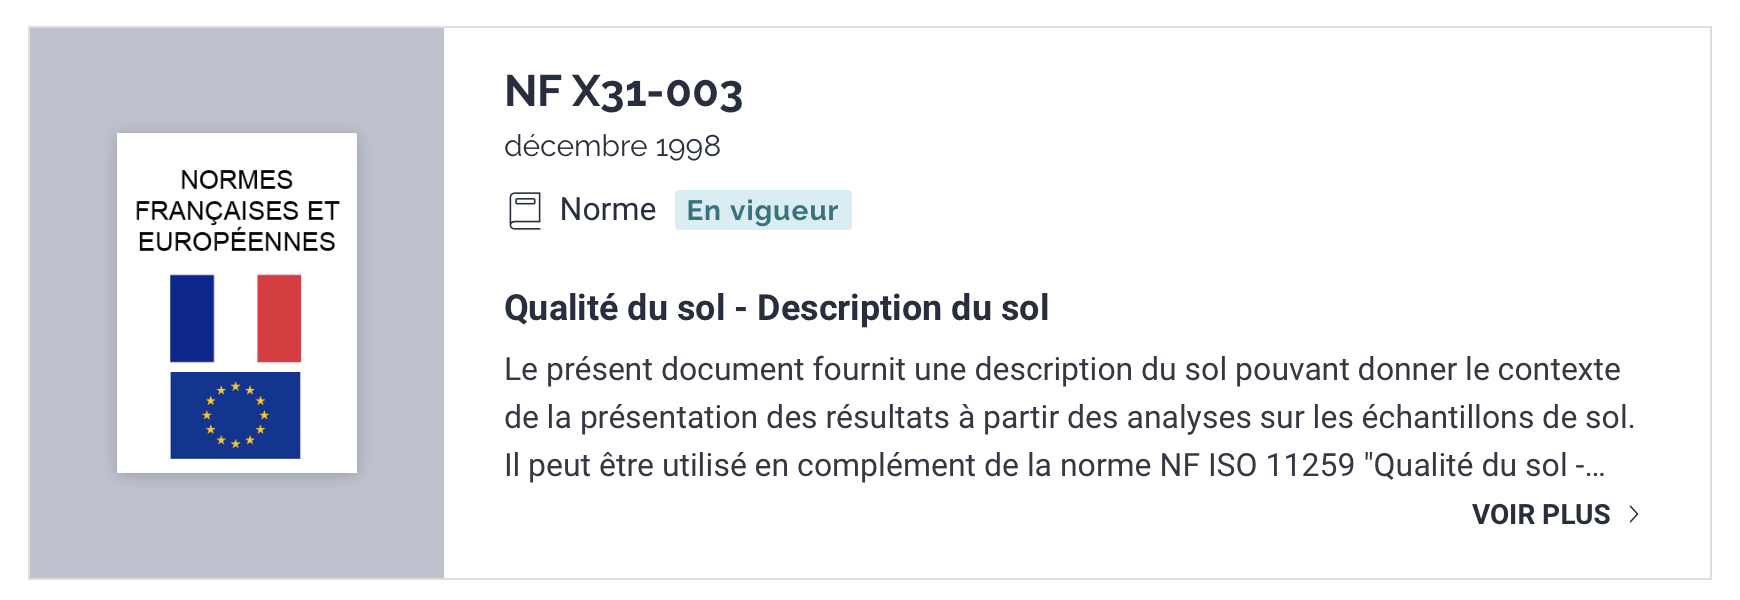 NORMES
FRANÇAISES ET
EUROPÉENNES
NF X31-003
décembre 1998
Norme En vigueur
Qualité du sol - Description du sol
Le présent document fournit une description du sol pouvant donner le contexte
de la présentation des résultats à partir des analyses sur les échantillons de sol.
Il peut être utilisé en complément de la norme NF ISO 11259 "Qualité du sol -...
VOIR PLUS